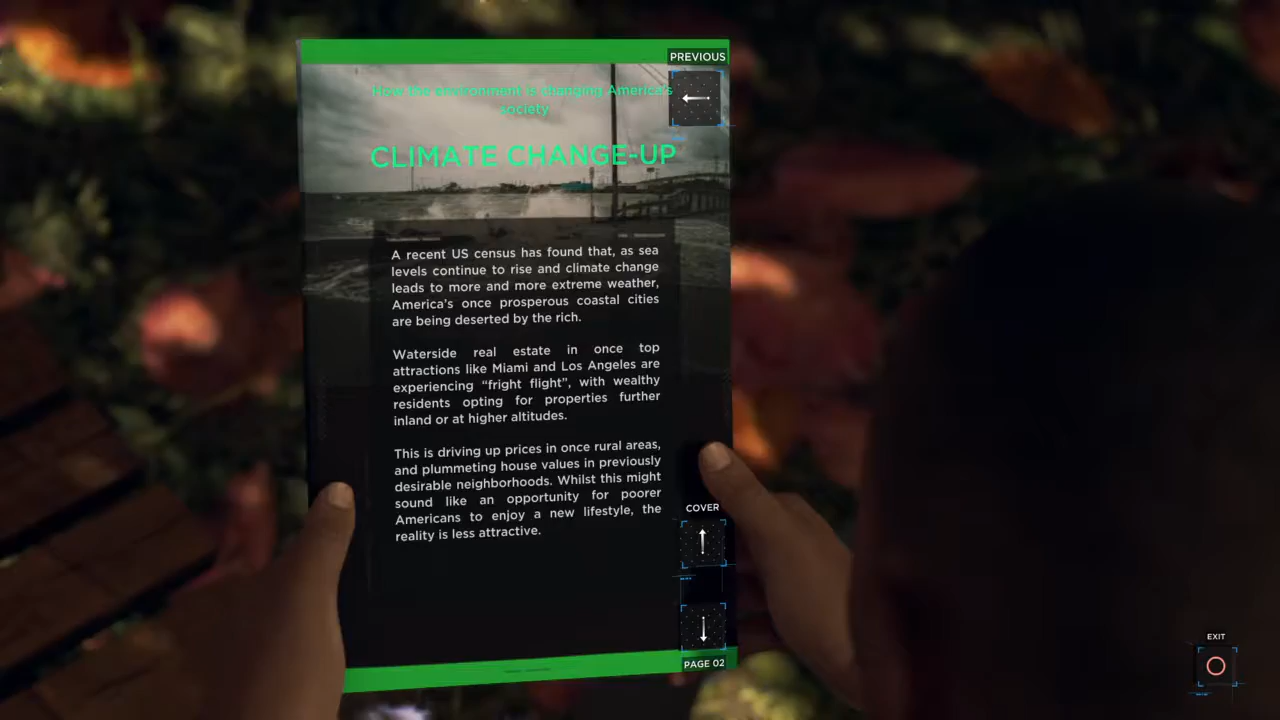 PREVIOUS
How the environment is changing America's
society
CLIMATE CHANGE-UP
A recent US census has found that, as sea
levels continue to rise and climate change
leads to more and more extreme weather,
America's once prosperous coastal cities
are being deserted by the rich.
Waterside real estate in once top
attractions like Miami and Los Angeles are
experiencing “fright flight”, with wealthy
residents opting for properties further
inland or at higher altitudes.
This is driving up prices in once rural areas,
and plummeting house values in previously
desirable neighborhoods. Whilst this might
sound like an opportunity for poorer
Americans to enjoy a new lifestyle, the
reality is less attractive.
COVER
PAGE 02
EXIT